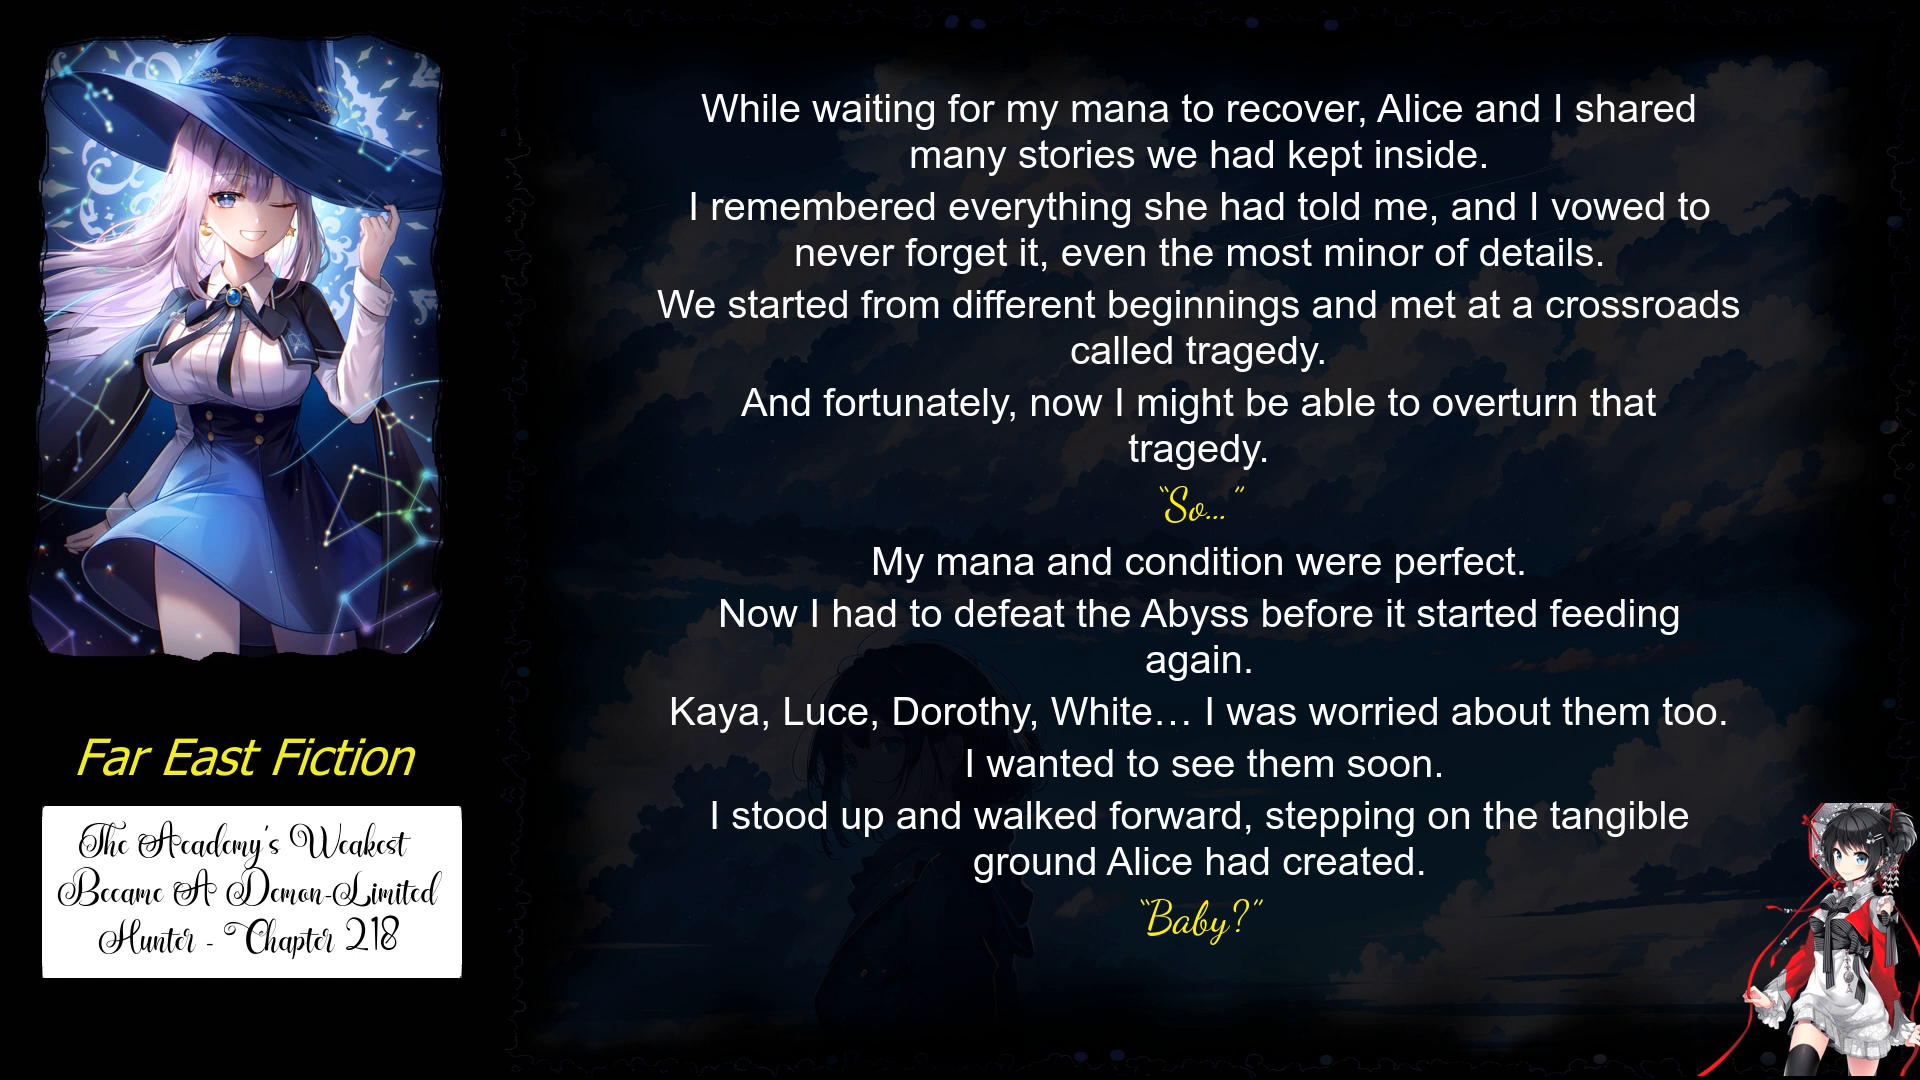 While waiting for my mana to recover, Alice and I shared
many stories we had kept inside.
I remembered everything she had told me, and I vowed to
never forget it, even the most minor of details.
We started from different beginnings and met at a crossroads
called tragedy.
And fortunately, now I might be able to overturn that
tragedy.
“So…”
My mana and condition were perfect.
Now I had to defeat the Abyss before it started feeding
again.
Kaya, Luce, Dorothy, White… I was worried about them too.
I wanted to see them soon.
I stood up and walked forward, stepping on the tangible
ground Alice had created.
“Baby?”
Far East Fiction
The Academy's Weakest
Became A Demon-Limited
Hunter - Chapter 218